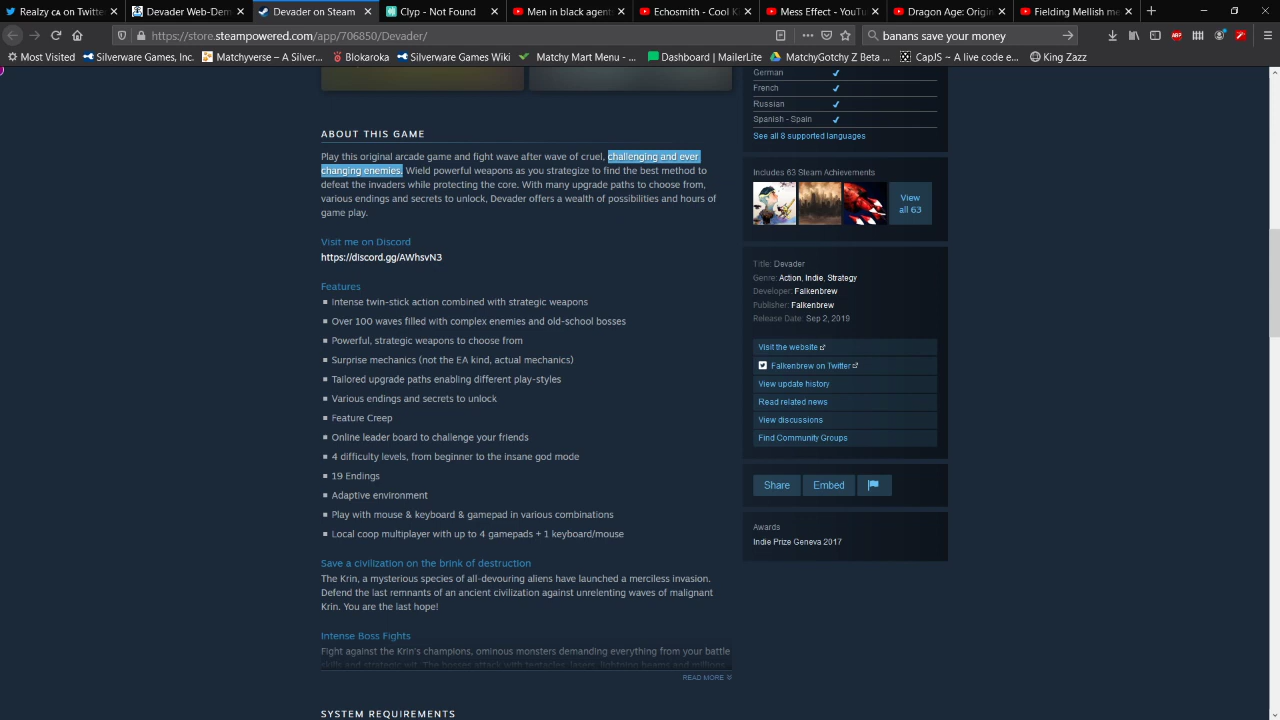 Realzy ᴄᴀ on Twitter
Devader Web-Dem
Devader on Steam
Clyp - Not Found
Men in black agents
Echosmith - Cool K
Mess Effect - YouTu
Dragon Age: Origin
Fielding Mellish me
https://store.steampowered.com/app/706850/Devader/
banans save your money
Most Visited
Silverware Games, Inc.
Matchyverse — A Silver...
Blokaroka
Silverware Games Wiki
Matchy Mart Menu - ...
Dashboard | MailerLite
MatchyGotchy Z Beta ...
CapJS ~ A live code e...
King Zazz
ABOUT THIS GAME
Play this original arcade game and fight wave after wave of cruel, challenging and ever
changing enemies. Wield powerful weapons as you strategize to find the best method to
defeat the invaders while protecting the core. With many upgrade paths to choose from,
various endings and secrets to unlock, Devader offers a wealth of possibilities and hours of
game play.
Visit me on Discord
https://discord.gg/AWhsvN3
Features
Intense twin-stick action combined with strategic weapons
Over 100 waves filled with complex enemies and old-school bosses
Powerful, strategic weapons to choose from
Surprise mechanics (not the EA kind, actual mechanics)
Tailored upgrade paths enabling different play-styles
Various endings and secrets to unlock
Feature Creep
Online leader board to challenge your friends
4 difficulty levels, from beginner to the insane god mode
19 Endings
Adaptive environment
Play with mouse & keyboard & gamepad in various combinations
Local coop multiplayer with up to 4 gamepads + 1 keyboard/mouse
Save a civilization on the brink of destruction
The Krin, a mysterious species of all-devouring aliens have launched a merciless invasion.
Defend the last remnants of an ancient civilization against unrelenting waves of malignant
Krin. You are the last hope!
Intense Boss Fights
Fight against the Krin's champions, ominous monsters demanding everything from your battle
skills and strategic wit. The bosses attack with tentacles, lasers, lightning beams and millions
READ MORE
SYSTEM REQUIREMENTS
German
French
Russian
Spanish - Spain
See all 8 supported languages
Includes 63 Steam Achievements
View
all 63
Title: Devader
Genre: Action, Indie, Strategy
Developer: Falkenbrew
Publisher: Falkenbrew
Release Date: Sep 2, 2019
Visit the website
Falkenbrew on Twitter
View update history
Read related news
View discussions
Find Community Groups
Share
Embed
Awards
Indie Prize Geneva 2017